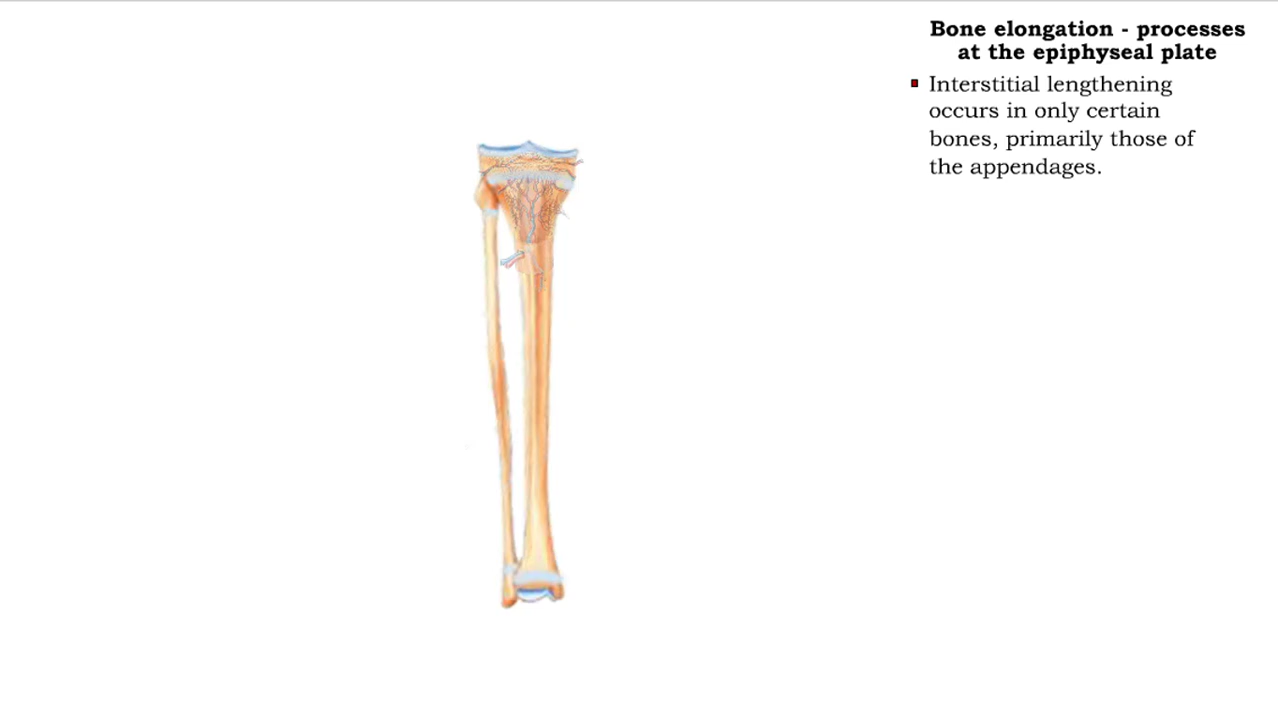 Bone elongation - processes
at the epiphyseal plate
Interstitial lengthening
occurs in only certain
bones, primarily those of
the appendages.